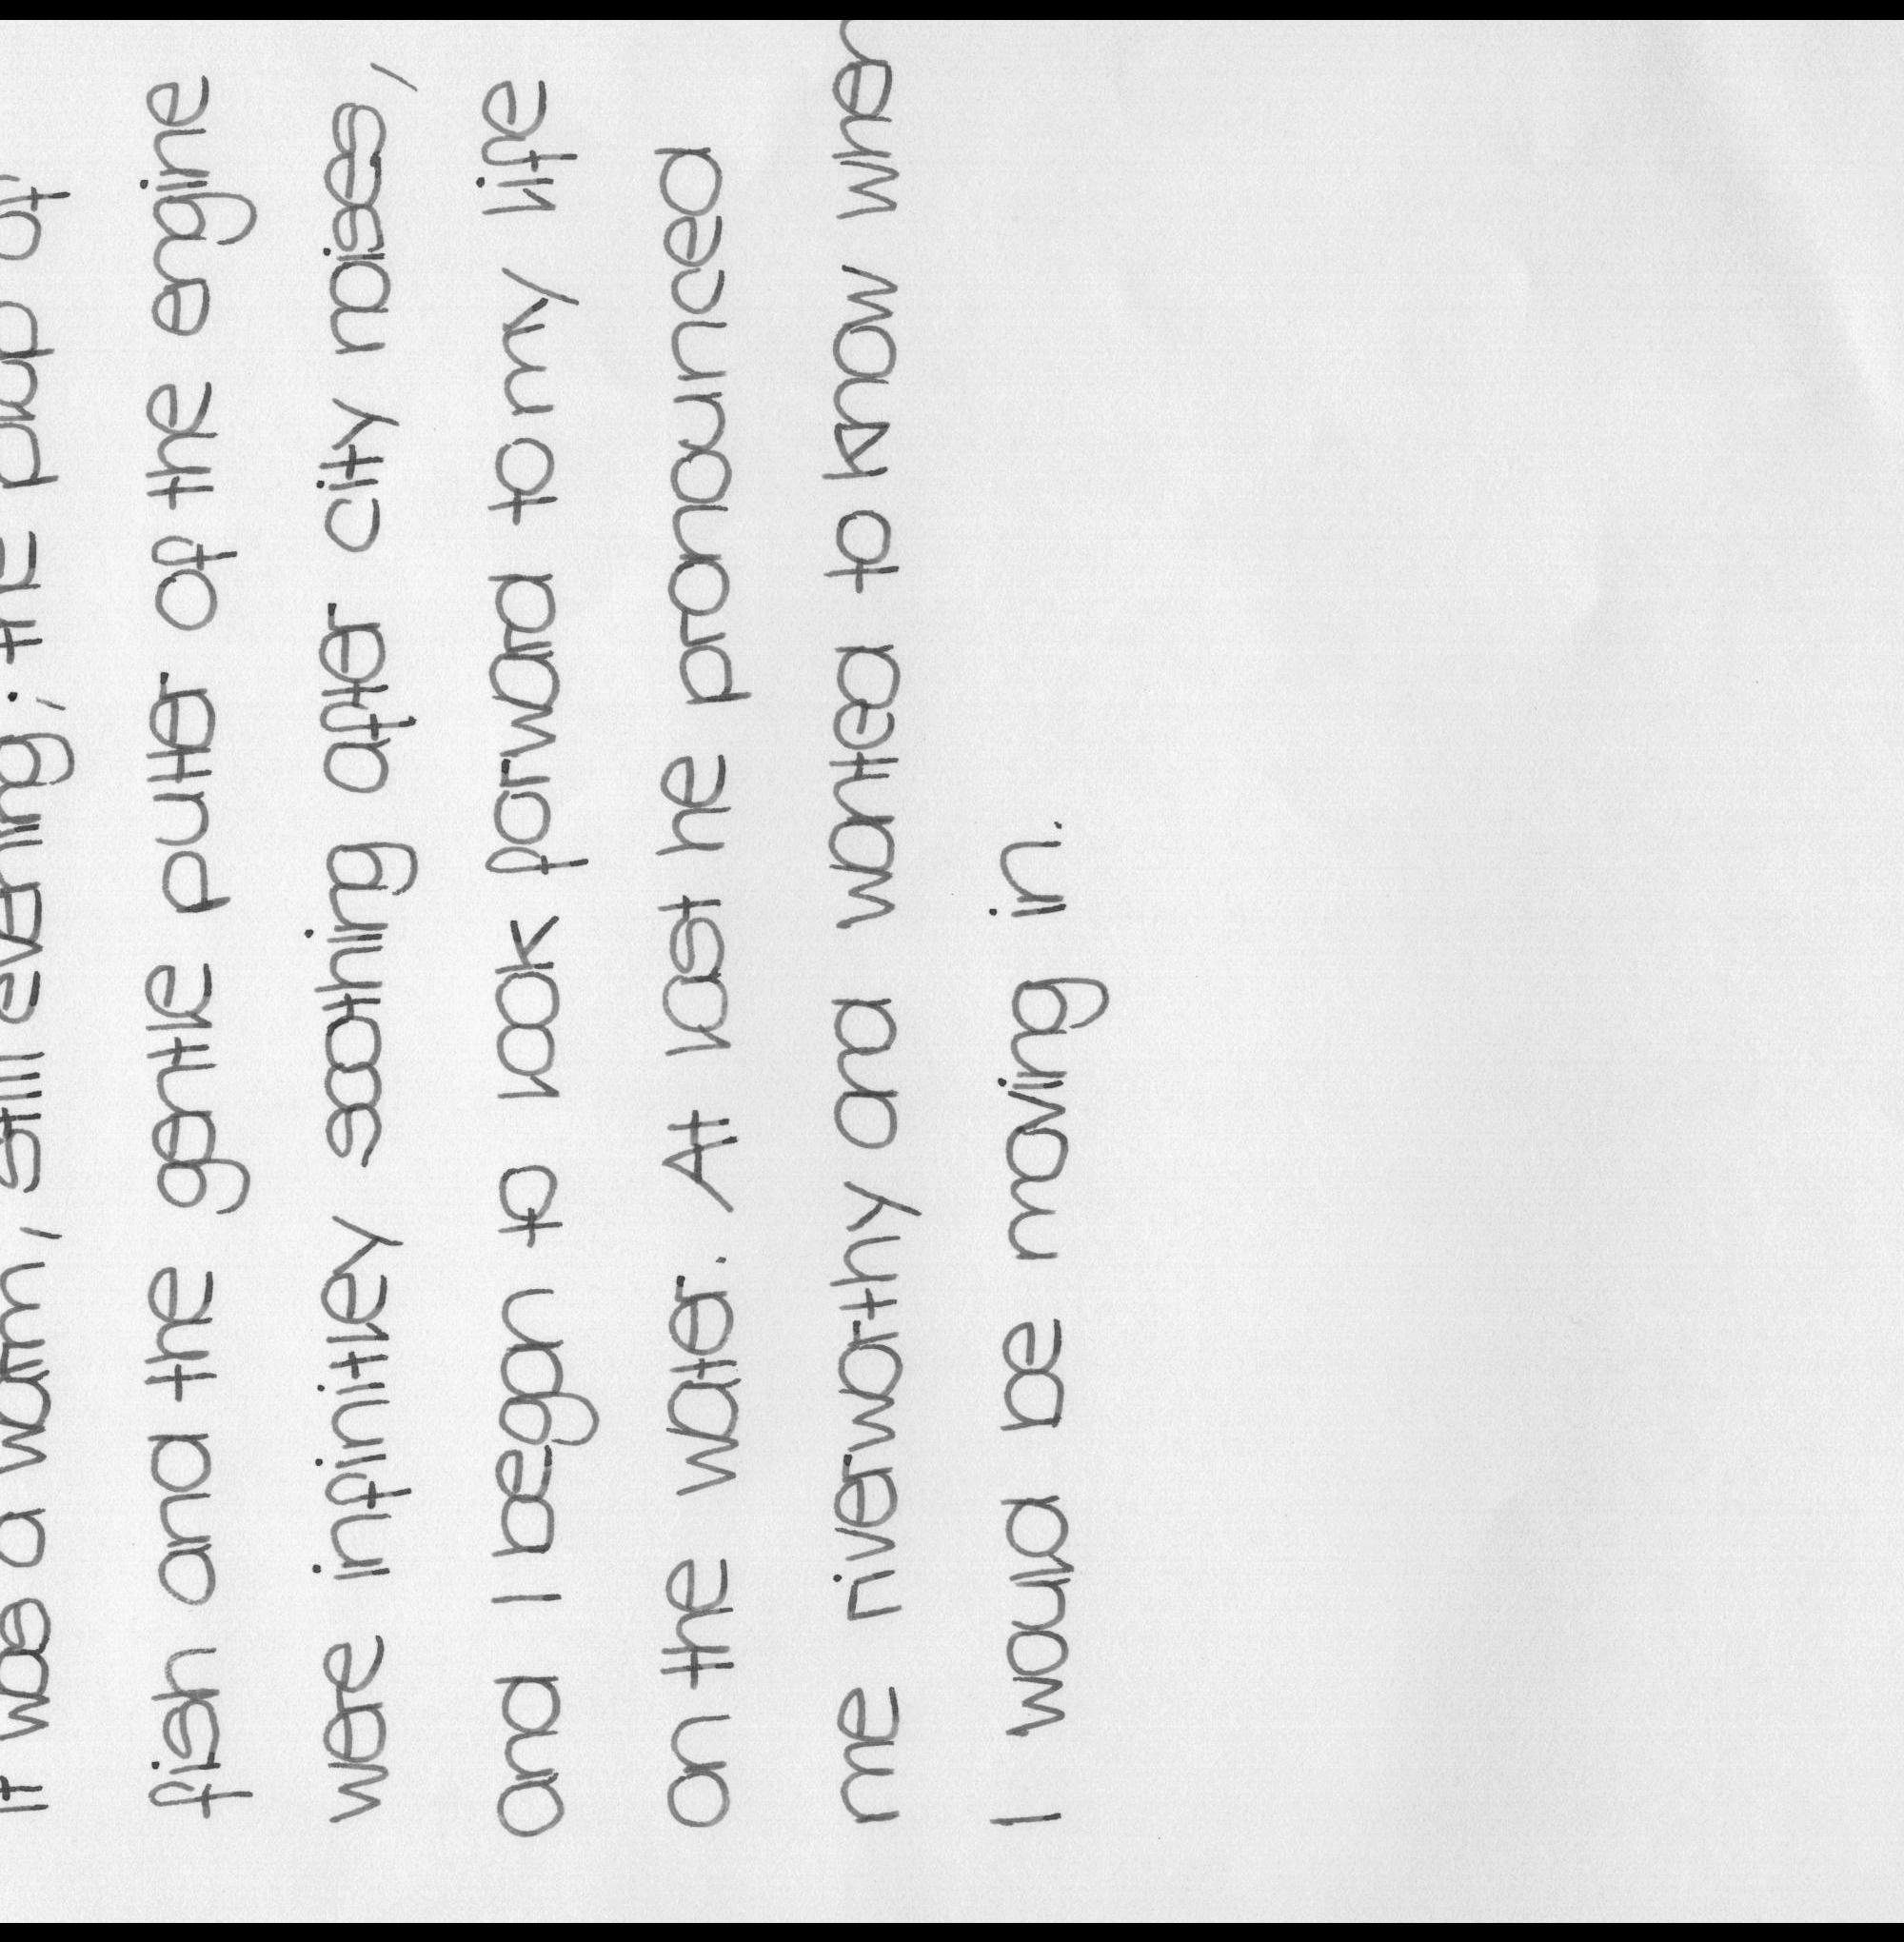 It was a warm, still evening; the plup of
fish and the gentle putter of the engine
were infinitley soothing after city noises,
and I began to look forward to my life
on the water. At last he pronounced
me riverworthy and wanted to know when
I would be moving in.